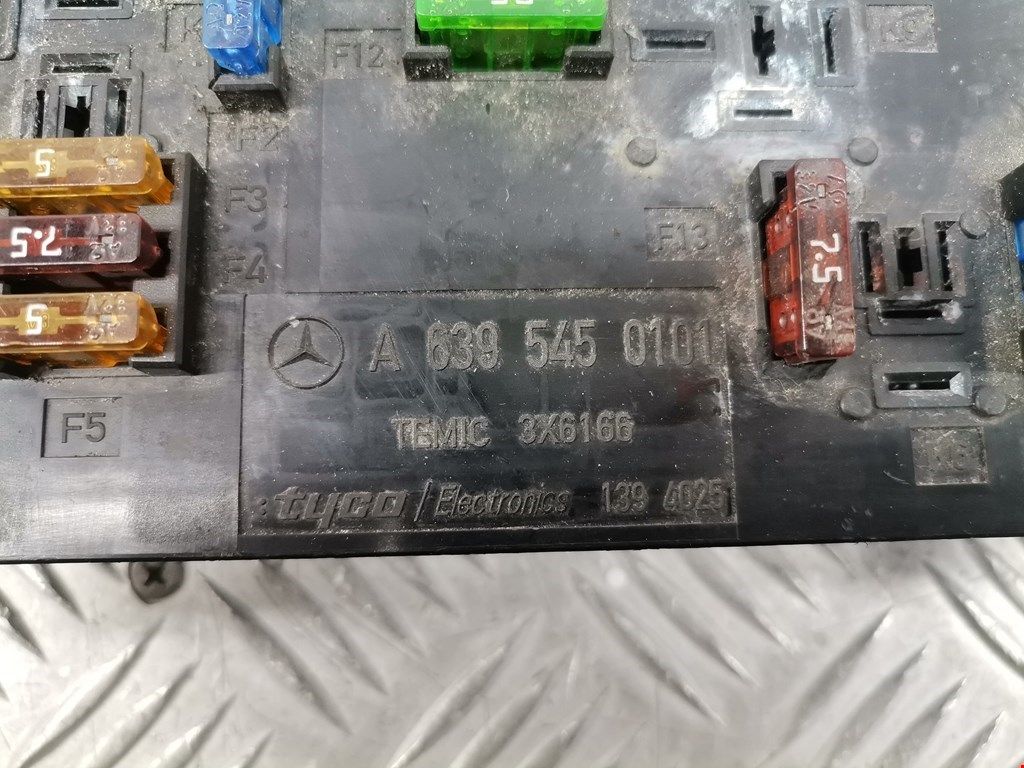 F12
K9
F2
5
F3
7.5
F4
F13
7.5
5
A 639 545 0101
F5
TEMIC 3X6166
tyco / Electronics 139 4025